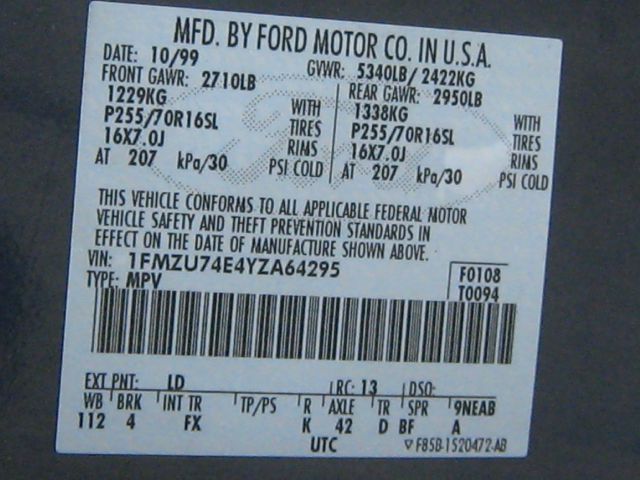 MFD. BY FORD MOTOR CO. IN U.S.A.
DATE: 10/99 GVWR: 5340LB/ 2422KG
FRONT GAWR: 2710LB REAR GAWR: 2950LB
1229KG WITH 1338KG WITH
P255/70R16SL TIRES P255/70R16SL TIRES
16X7.0J RIMS 16X7.0J RIMS
AT 207 kPa/30 PSI COLD AT 207 kPa/30 PSI COLD
THIS VEHICLE CONFORMS TO ALL APPLICABLE FEDERAL MOTOR
VEHICLE SAFETY AND THEFT PREVENTION STANDARDS IN
EFFECT ON THE DATE OF MANUFACTURE SHOWN ABOVE.
VIN: 1FMZU74E4YZA64295 F0108
TYPE: MPV T0094
EXT PNT: LD RC: 13 DSO:
WB BRK INT TR TP/PS R AXLE TR SPR 9NEAB
112 4 FX K 42 D BF A
UTC F85B-1520472-AB